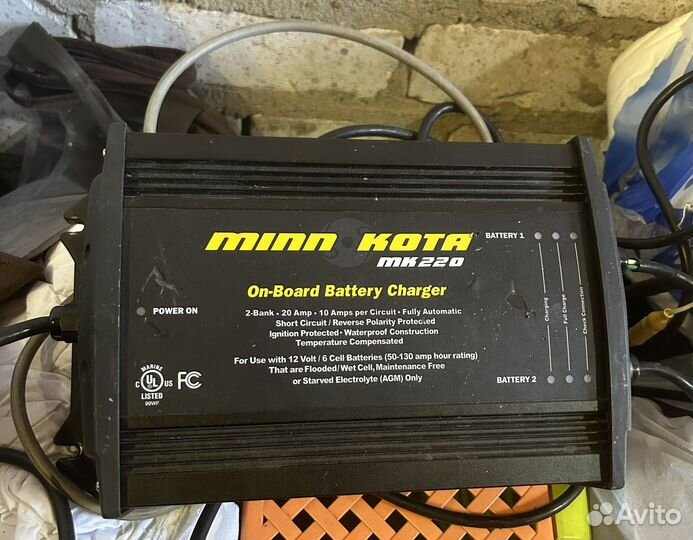 MINN KOTA
MK220
On-Board Battery Charger
2-Bank • 20 Amp • 10 Amps per Circuit • Fully Automatic
Short Circuit / Reverse Polarity Protected
Ignition Protected • Waterproof Construction
Temperature Compensated
For Use with 12 Volt / 6 Cell Batteries (50-130 amp hour rating)
That are Flooded/Wet Cell, Maintenance Free
or Starved Electrolyte (AGM) Only
POWER ON
MARINE
C UL US
LISTED
99WF
FC
BATTERY 1
Charging
Full Charge
Check Connection
BATTERY 2
Avito